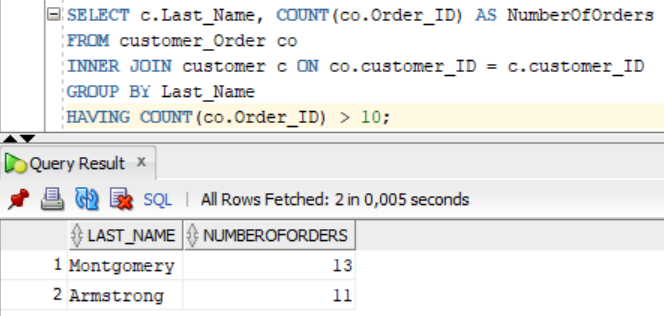 SELECT c.Last_Name, COUNT(co.Order_ID) AS NumberOfOrders
FROM customer_Order co
INNER JOIN customer c ON co.customer_ID = c.customer_ID
GROUP BY Last_Name
HAVING COUNT(co.Order_ID) > 10;
Query Result x
SQL | All Rows Fetched: 2 in 0,005 seconds
LAST_NAME NUMBEROFORDERS
1 Montgomery 13
2 Armstrong 11